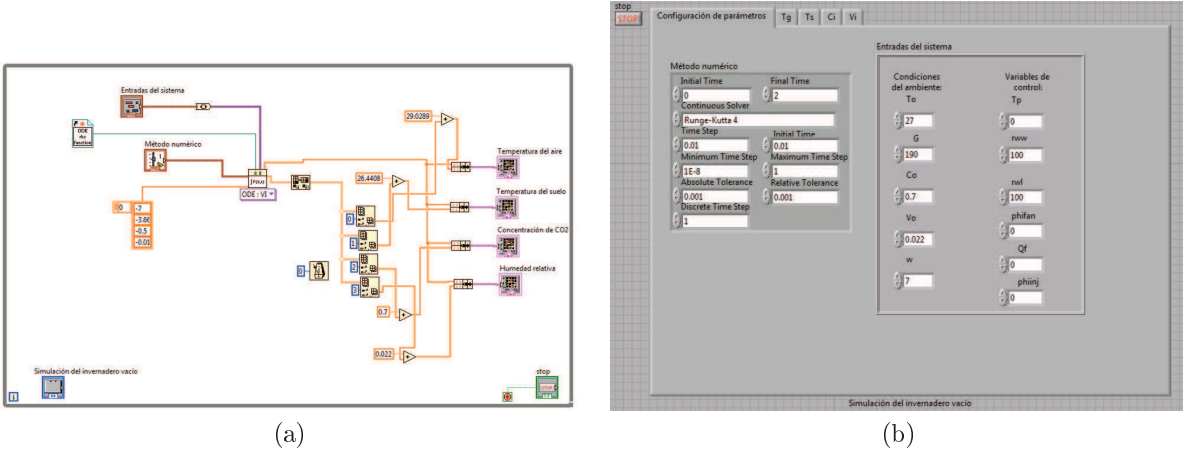 Entradas del sistema
ODE
rhs
function
Método numérico
ODE : VI
0
-7
-3.66
-0.5
-0.01
29.0289
26.4408
0
1
2
3
0
0.7
0.022
Temperatura del aire
Temperatura del suelo
Concentración de CO2
Humedad relativa
Simulación del invernadero vacío
i
stop
(a)
stop
STOP
Configuración de parámetros Tg Ts Ci Vi
Método numérico
Initial Time Final Time
0 2
Continuous Solver
Runge-Kutta 4
Time Step Initial Time
0.01 0.01
Minimum Time Step Maximum Time Step
1E-8 1
Absolute Tolerance Relative Tolerance
0.001 0.001
Discrete Time Step
1
Entradas del sistema
Condiciones
del ambiente:
To
27
G
190
Co
0.7
Vo
0.022
w
7
Variables de
control:
Tp
0
rww
100
rwl
100
phifan
0
Qf
0
phiinj
0
Simulación del invernadero vacío
(b)